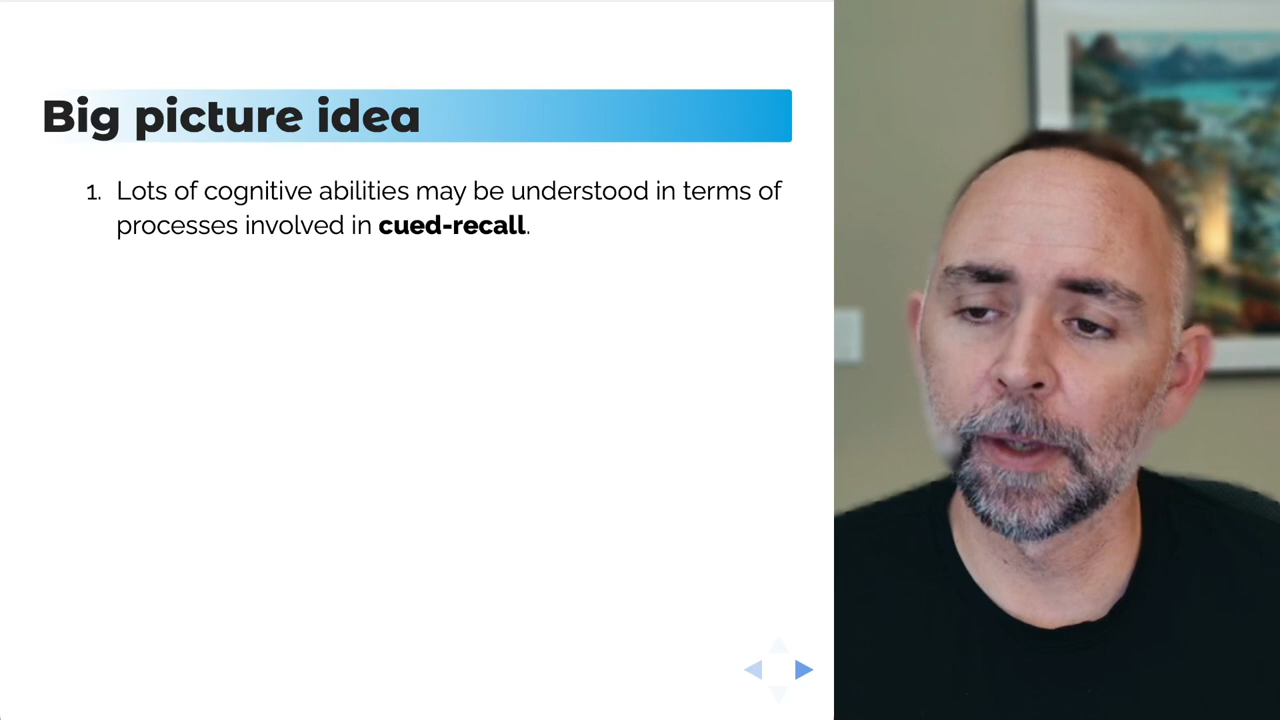 Big picture idea
1. Lots of cognitive abilities may be understood in terms of
processes involved in cued-recall.